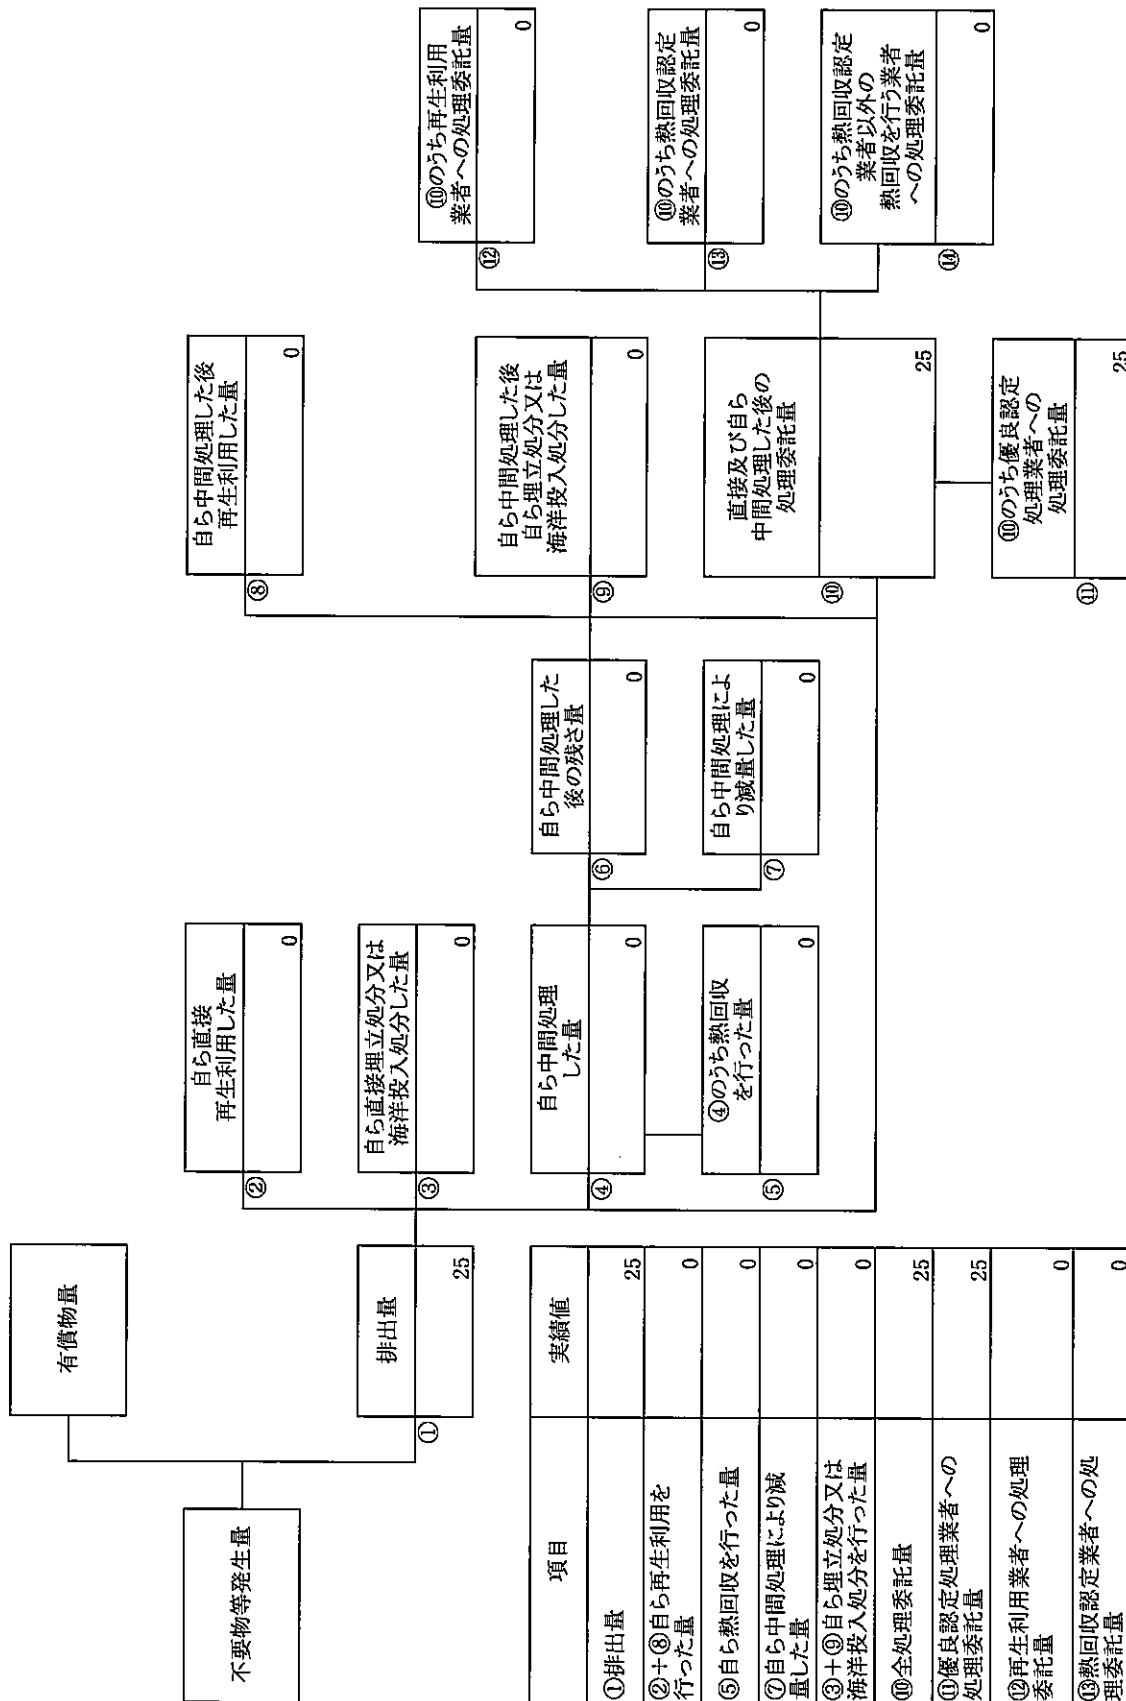 不要物等発生量
有償物量
排出量
①
25
自ら直接
再生利用した量
②
0
自ら直接埋立処分又は
海洋投入処分した量
③
0
自ら中間処理
した量
④
0
④のうち熱回収
を行った量
⑤
0
自ら中間処理した
後の残さ量
⑥
0
自ら中間処理によ
り減量した量
⑦
0
自ら中間処理した後
再生利用した量
⑧
0
自ら中間処理した後
自ら埋立処分又は
海洋投入処分した量
⑨
0
直接及び自ら
中間処理した後の
処理委託量
⑩
25
⑩のうち優良認定
処理業者への
処理委託量
⑪
25
⑩のうち再生利用
業者への処理委託量
⑫
0
⑩のうち熱回収認定
業者への処理委託量
⑬
0
⑩のうち熱回収認定
業者以外の
熱回収を行う業者
への処理委託量
⑭
0
項目 実績値
①排出量 25
②+⑧自ら再生利用を
行った量 0
⑤自ら熱回収を行った量 0
⑦自ら中間処理により減
量した量 0
③+⑨自ら埋立処分又は
海洋投入処分を行った量 0
⑩全処理委託量 25
⑪優良認定処理業者への
処理委託量 25
⑫再生利用業者への処理
委託量 0
⑬熱回収認定業者への処
理委託量 0